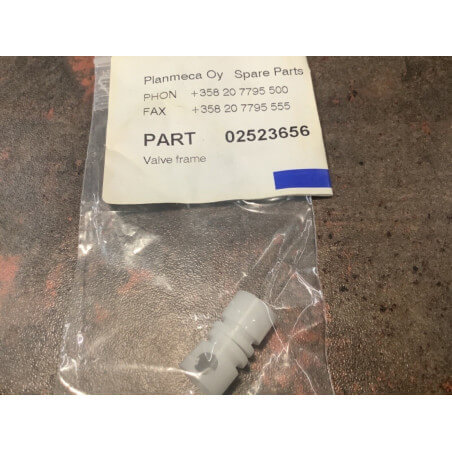 Planmeca Oy Spare Parts
PHON +358 20 7795 500
FAX +358 20 7795 555
PART 02523656
Valve frame